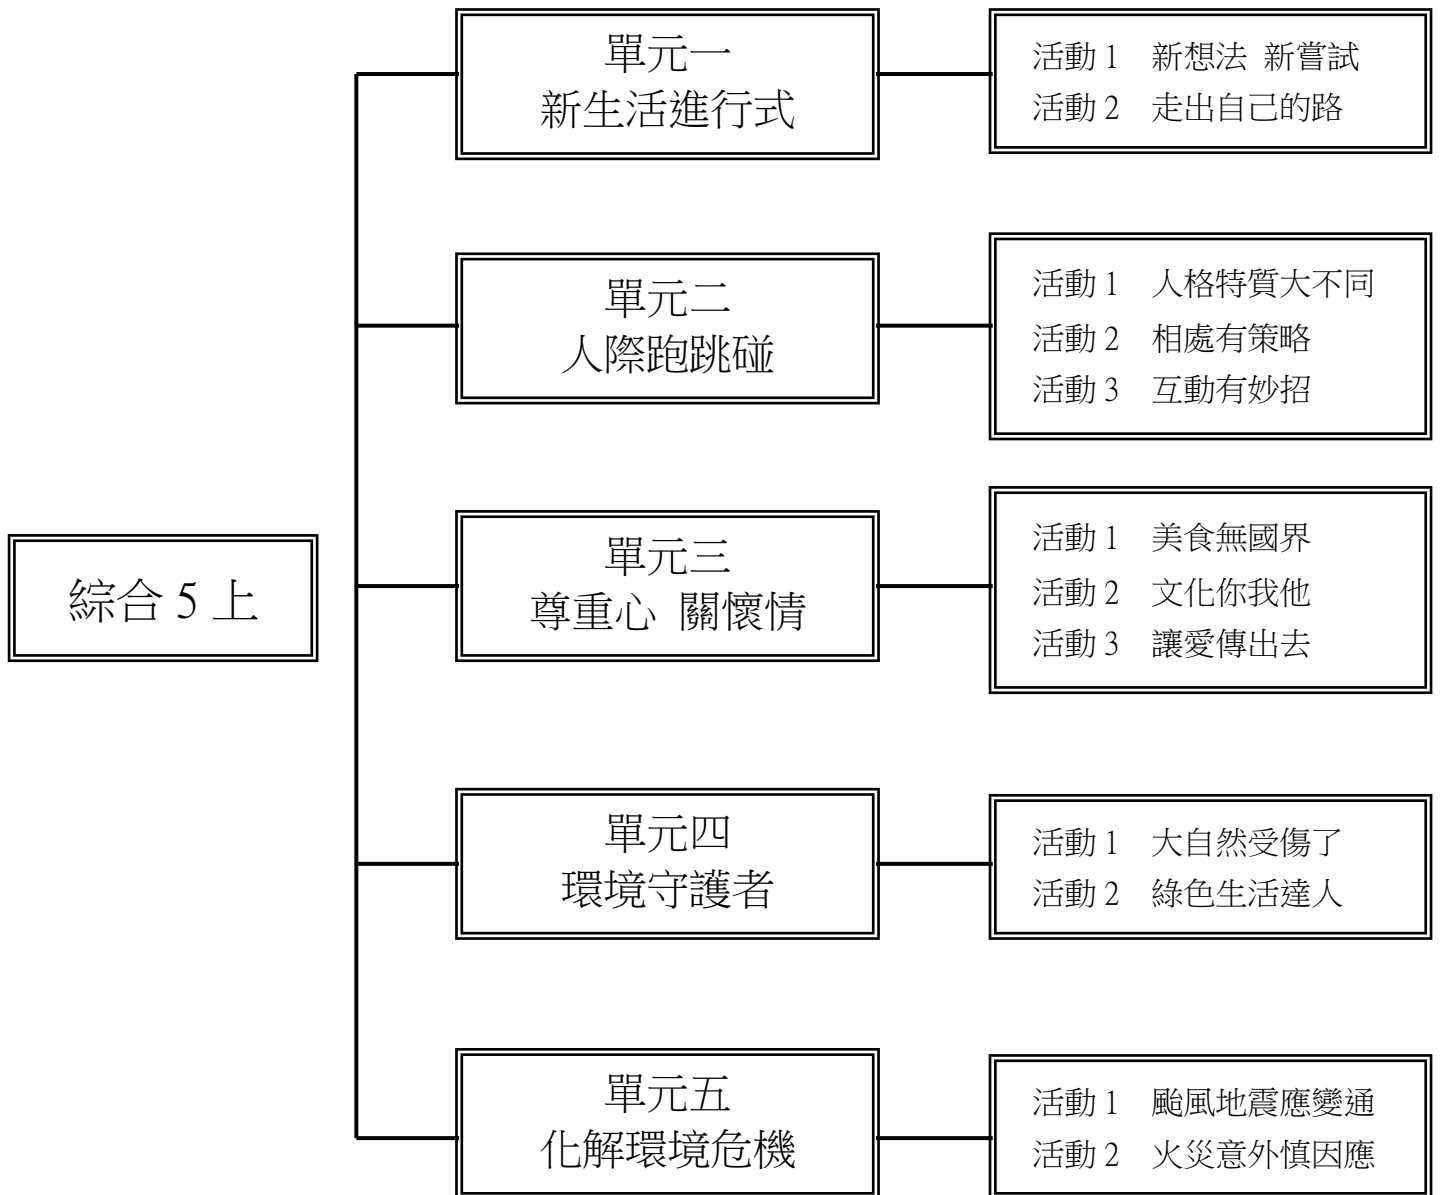 綜合 5 上
單元一
新生活進行式
活動 1 新想法 新嘗試
活動 2 走出自己的路
單元二
人際跑跳碰
活動 1 人格特質大不同
活動 2 相處有策略
活動 3 互動有妙招
單元三
尊重心 關懷情
活動 1 美食無國界
活動 2 文化你我他
活動 3 讓愛傳出去
單元四
環境守護者
活動 1 大自然受傷了
活動 2 綠色生活達人
單元五
化解環境危機
活動 1 颱風地震應變通
活動 2 火災意外慎因應